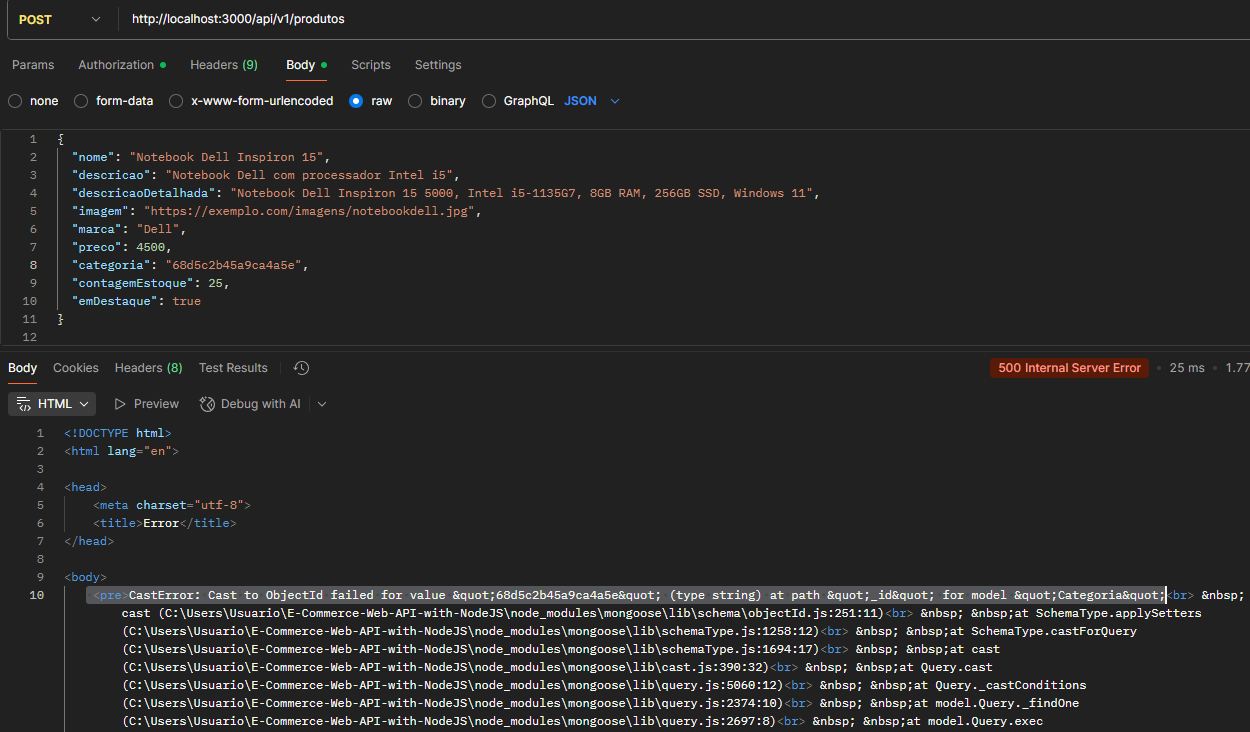 POST http://localhost:3000/api/v1/produtos
Params Authorization Headers (9) Body Scripts Settings
none form-data x-www-form-urlencoded raw binary GraphQL JSON
1 {
2 "nome": "Notebook Dell Inspiron 15",
3 "descricao": "Notebook Dell com processador Intel i5",
4 "descricaoDetalhada": "Notebook Dell Inspiron 15 5000, Intel i5-1135G7, 8GB RAM, 256GB SSD, Windows 11",
5 "imagem": "https://exemplo.com/imagens/notebookdell.jpg",
6 "marca": "Dell",
7 "preco": 4500,
8 "categoria": "68d5c2b45a9ca4a5e",
9 "contagemEstoque": 25,
10 "emDestaque": true
11 }
12
Body Cookies Headers (8) Test Results 500 Internal Server Error 25 ms 1.77
HTML Preview Debug with AI
1 <!DOCTYPE html>
2 <html lang="en">
3
4 <head>
5 <meta charset="utf-8">
6 <title>Error</title>
7 </head>
8
9 <body>
10 <pre>CastError: Cast to ObjectId failed for value &quot;68d5c2b45a9ca4a5e&quot; (type string) at path &quot;_id&quot; for model &quot;Categoria&quot;<br> &nbsp;
cast (C:\Users\Usuario\E-Commerce-Web-API-with-NodeJS\node_modules\mongoose\lib\schema\objectId.js:251:11)<br> &nbsp; &nbsp;at SchemaType.applySetters
(C:\Users\Usuario\E-Commerce-Web-API-with-NodeJS\node_modules\mongoose\lib\schemaType.js:1258:12)<br> &nbsp; &nbsp;at SchemaType.castForQuery
(C:\Users\Usuario\E-Commerce-Web-API-with-NodeJS\node_modules\mongoose\lib\schemaType.js:1694:17)<br> &nbsp; &nbsp;at cast
(C:\Users\Usuario\E-Commerce-Web-API-with-NodeJS\node_modules\mongoose\lib\cast.js:390:32)<br> &nbsp; &nbsp;at Query.cast
(C:\Users\Usuario\E-Commerce-Web-API-with-NodeJS\node_modules\mongoose\lib\query.js:5060:12)<br> &nbsp; &nbsp;at Query._castConditions
(C:\Users\Usuario\E-Commerce-Web-API-with-NodeJS\node_modules\mongoose\lib\query.js:2374:10)<br> &nbsp; &nbsp;at model.Query._findOne
(C:\Users\Usuario\E-Commerce-Web-API-with-NodeJS\node_modules\mongoose\lib\query.js:2697:8)<br> &nbsp; &nbsp;at model.Query.exec